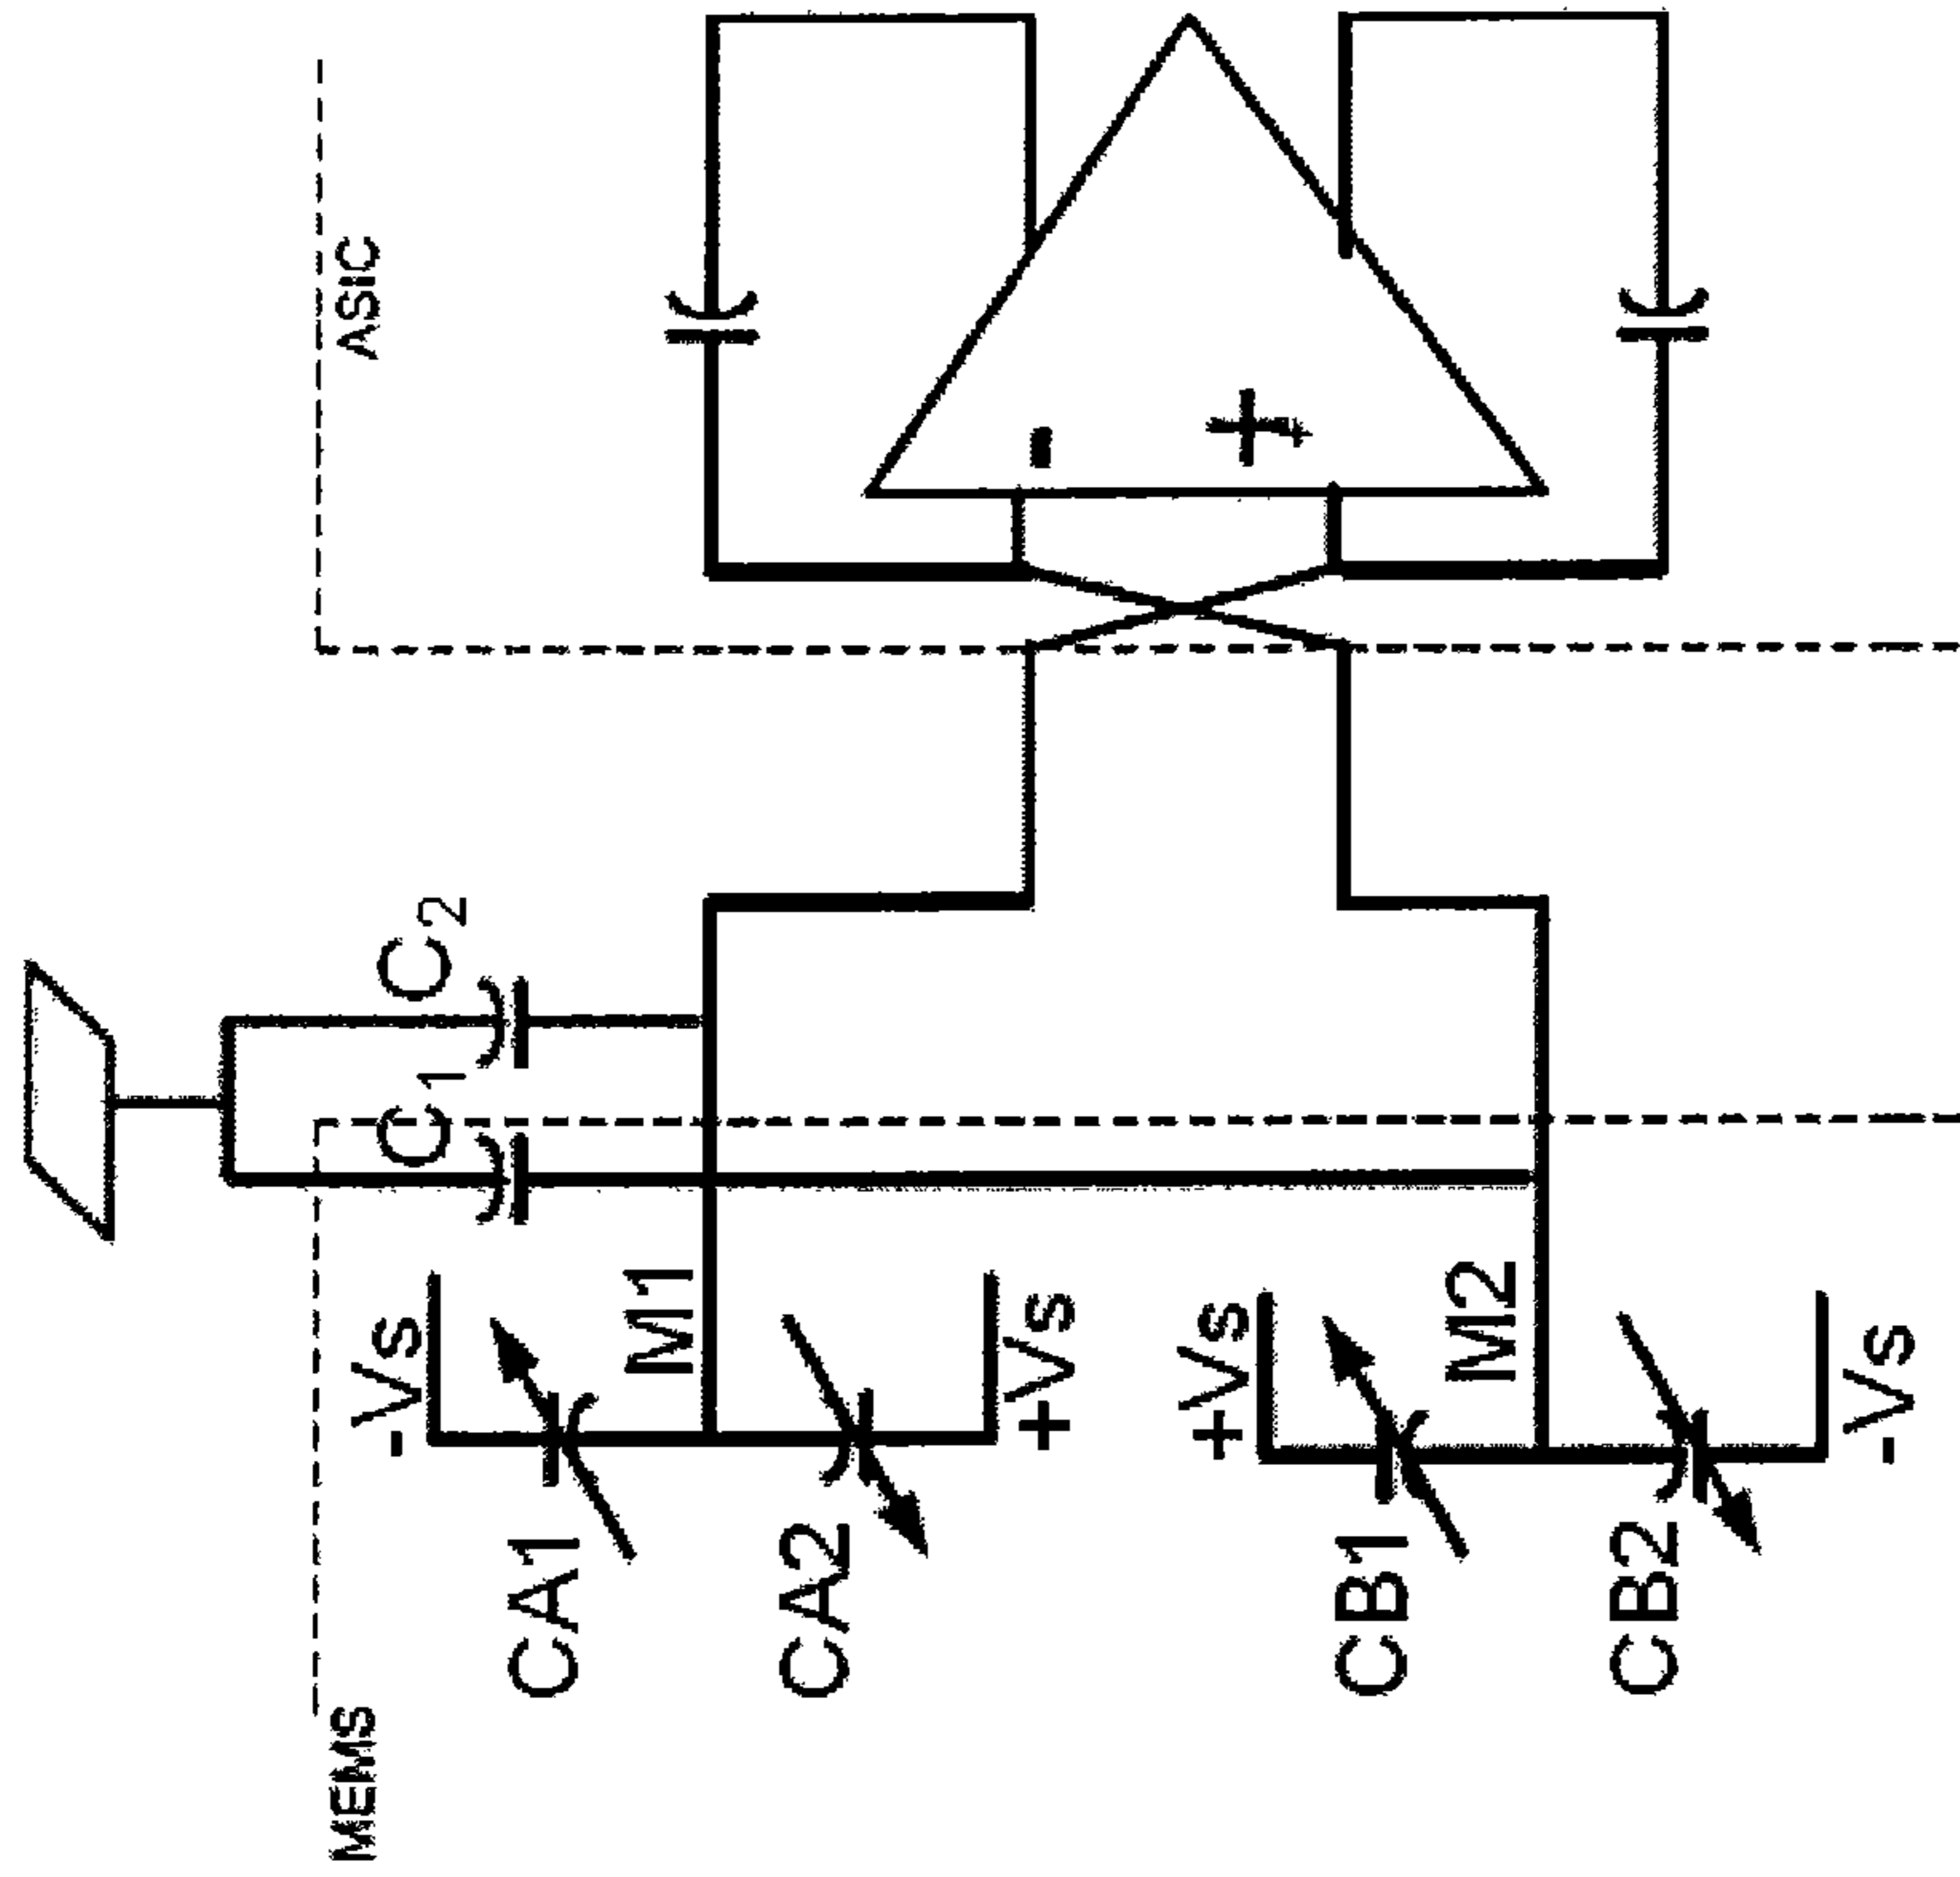 MEMS
ASIC
C₁
C₂
-Vs
CA1
M1
CA2
+Vs
+Vs
CB1
M2
CB2
-Vs
-
+